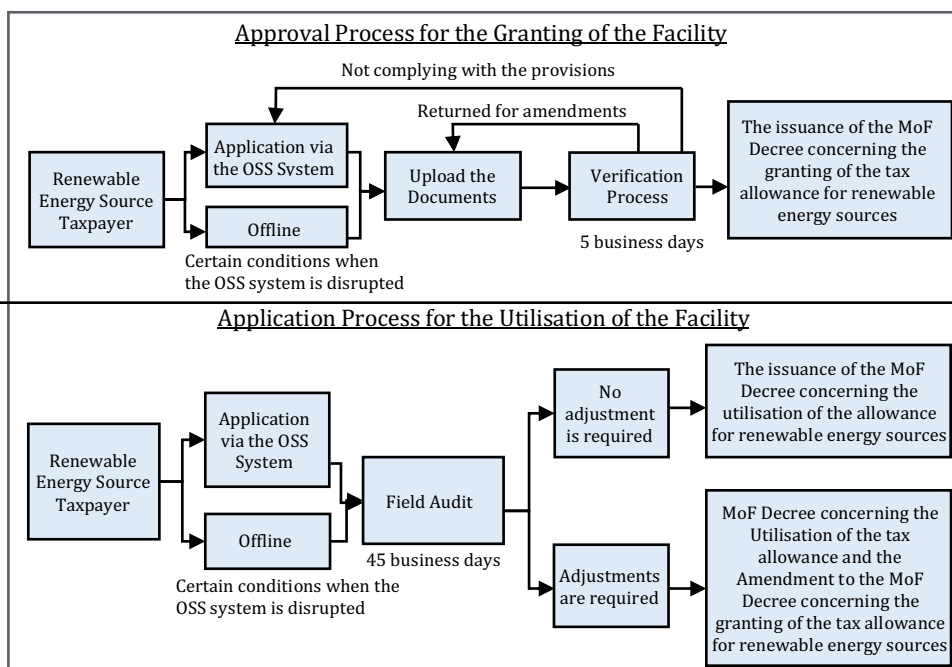 Approval Process for the Granting of the Facility
Not complying with the provisions
Returned for amendments
Renewable
Energy Source
Taxpayer
Application via
the OSS System
Offline
Certain conditions when
the OSS system is disrupted
Upload the
Documents
Verification
Process
5 business days
The issuance of the MoF
Decree concerning the
granting of the tax
allowance for renewable
energy sources
Application Process for the Utilisation of the Facility
Renewable
Energy Source
Taxpayer
Application
via the OSS
System
Offline
Certain conditions when the
OSS system is disrupted
Field Audit
45 business days
No
adjustment
is required
The issuance of the MoF
Decree concerning the
utilisation of the allowance
for renewable energy sources
Adjustments
are required
MoF Decree concerning the
Utilisation of the tax
allowance and the
Amendment to the MoF
Decree concerning the
granting of the tax allowance
for renewable energy sources